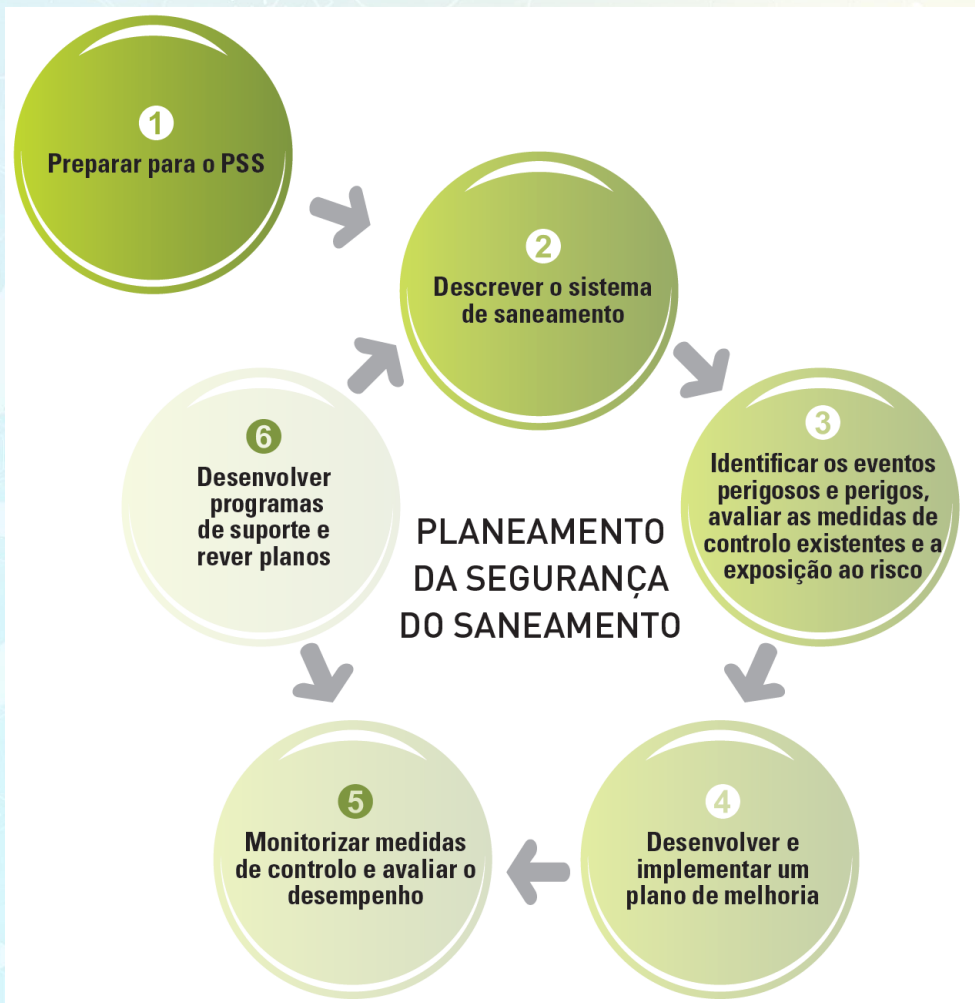 1
Preparar para o PSS
2
Descrever o sistema
de saneamento
3
Identificar os eventos
perigosos e perigos,
avaliar as medidas de
controlo existentes e a
exposição ao risco
4
Desenvolver e
implementar um
plano de melhoria
5
Monitorizar medidas
de controlo e avaliar o
desempenho
6
Desenvolver
programas
de suporte e
rever planos
PLANEAMENTO
DA SEGURANÇA
DO SANEAMENTO